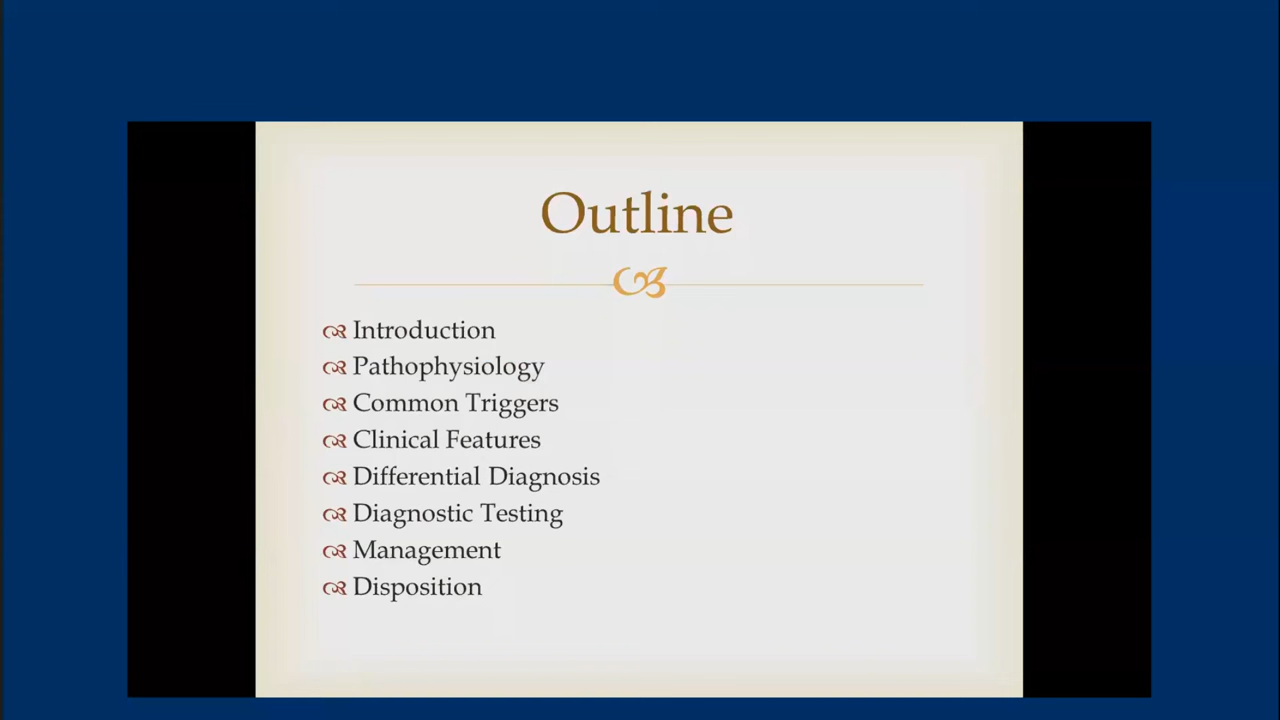 Outline
Introduction
Pathophysiology
Common Triggers
Clinical Features
Differential Diagnosis
Diagnostic Testing
Management
Disposition